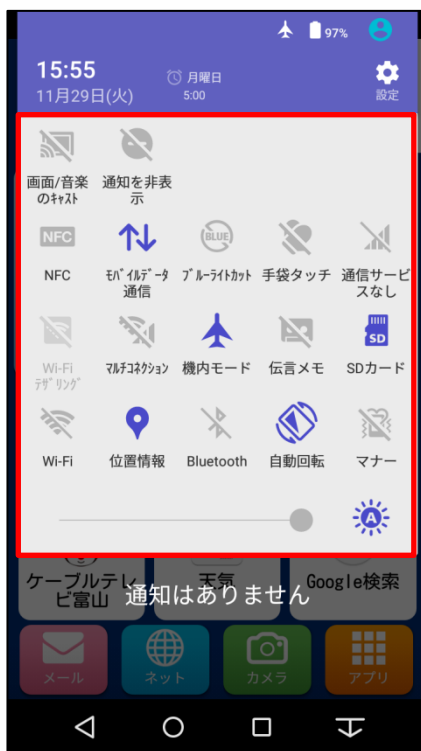 97%
15:55
11月29日(火)
月曜日
5:00
設定
画面/音楽
のｷｬｽﾄ
通知を非表
示
NFC
BLUE
NFC
ﾓﾊﾞｲﾙﾃﾞｰﾀ
通信
ﾌﾞﾙｰﾗｲﾄｶｯﾄ
手袋タッチ
通信サービ
スなし
SD
Wi-Fi
ﾃｻﾞﾘﾝｸﾞ
ﾏﾙﾁｺﾈｸｼｮﾝ
機内モード
伝言メモ
SDカード
Wi-Fi
位置情報
Bluetooth
自動回転
マナー
A
ケーブルテレ
ビ富山
天気
Google検索
通知はありません
メール
ネット
カメラ
アプリ